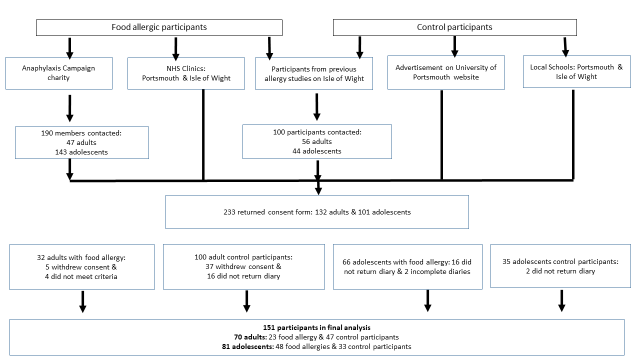 Food allergic participants
Control participants
Anaphylaxis Campaign
charity
NHS Clinics:
Portsmouth & Isle of Wight
Participants from previous
allergy studies on Isle of Wight
Advertisement on University of
Portsmouth website
Local Schools: Portsmouth &
Isle of Wight
190 members contacted:
47 adults
143 adolescents
100 participants contacted:
56 adults
44 adolescents
233 returned consent form: 132 adults & 101 adolescents
32 adults with food allergy:
5 withdrew consent &
4 did not meet criteria
100 adult control participants:
37 withdrew consent &
16 did not return diary
66 adolescents with food allergy: 16 did
not return diary & 2 incomplete diaries
35 adolescents control participants:
2 did not return diary
151 participants in final analysis
70 adults: 23 food allergy & 47 control participants
81 adolescents: 48 food allergies & 33 control participants